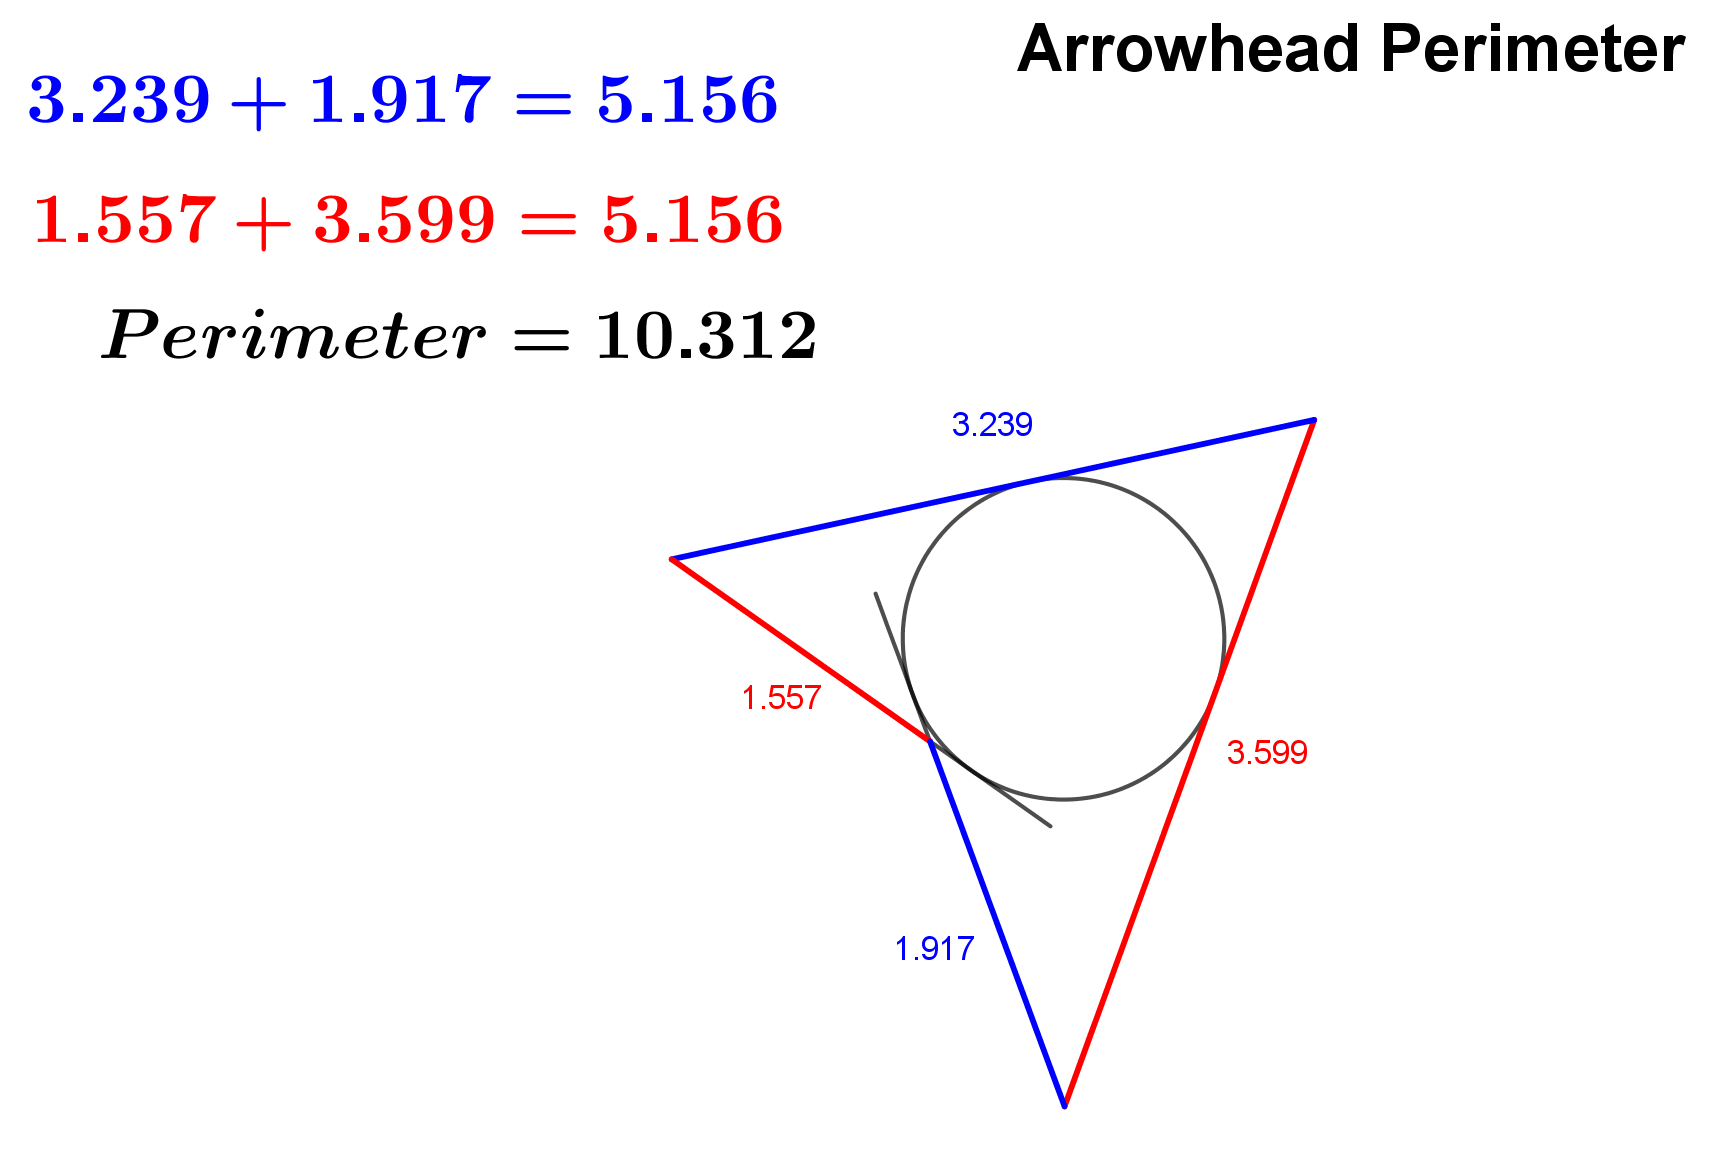 Arrowhead Perimeter
3.239 + 1.917 = 5.156
1.557 + 3.599 = 5.156
Perimeter = 10.312
3.239
1.557
3.599
1.917